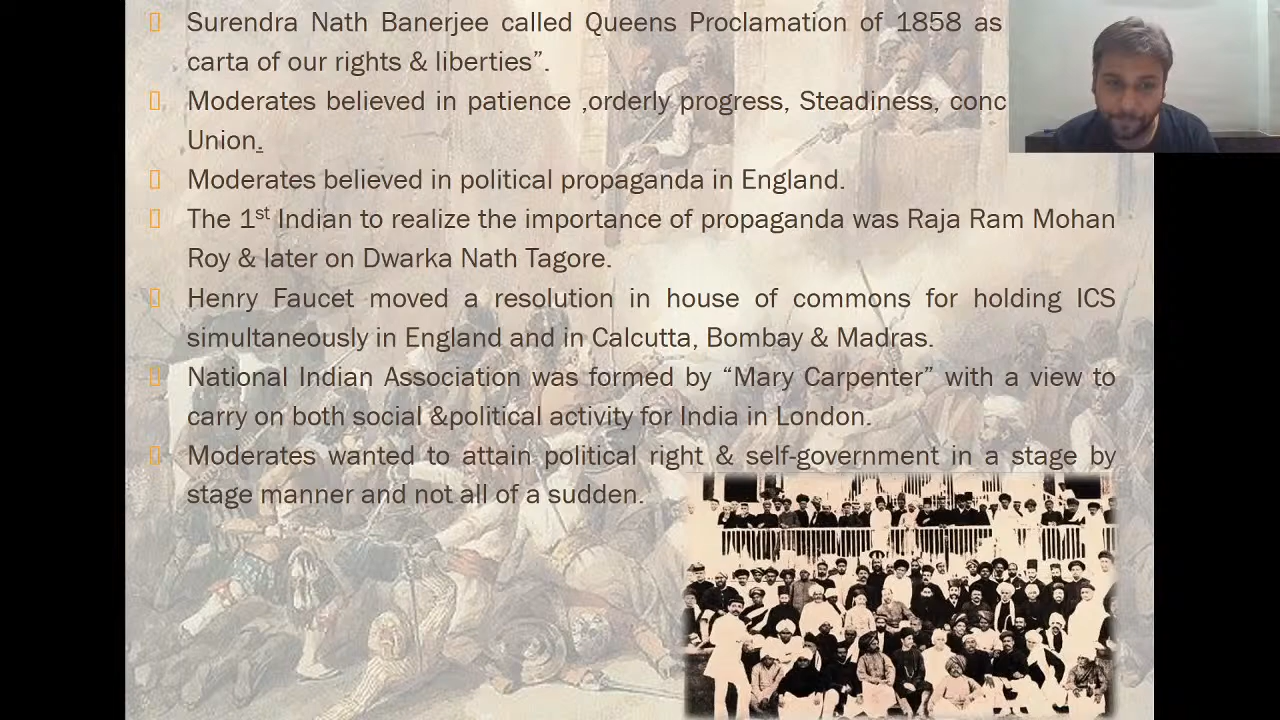 Surendra Nath Banerjee called Queens Proclamation of 1858 as
carta of our rights & liberties”.
Moderates believed in patience ,orderly progress, Steadiness, conc
Union.
Moderates believed in political propaganda in England.
The 1st Indian to realize the importance of propaganda was Raja Ram Mohan
Roy & later on Dwarka Nath Tagore.
Henry Faucet moved a resolution in house of commons for holding ICS
simultaneously in England and in Calcutta, Bombay & Madras.
National Indian Association was formed by “Mary Carpenter” with a view to
carry on both social &political activity for India in London.
Moderates wanted to attain political right & self-government in a stage by
stage manner and not all of a sudden.